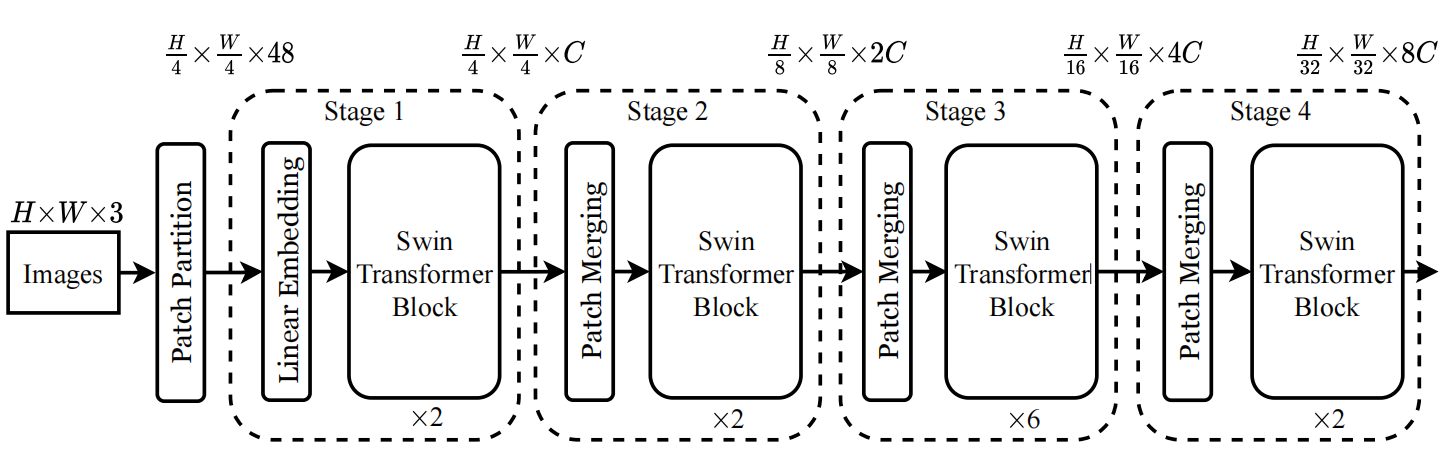 H/4 × W/4 × 48
H/4 × W/4 × C
H/8 × W/8 × 2C
H/16 × W/16 × 4C
H/32 × W/32 × 8C
Stage 1
Stage 2
Stage 3
Stage 4
H×W×3
Images
Patch Partition
Linear Embedding
Swin
Transformer
Block
×2
Patch Merging
Swin
Transformer
Block
×2
Patch Merging
Swin
Transformer
Block
×6
Patch Merging
Swin
Transformer
Block
×2